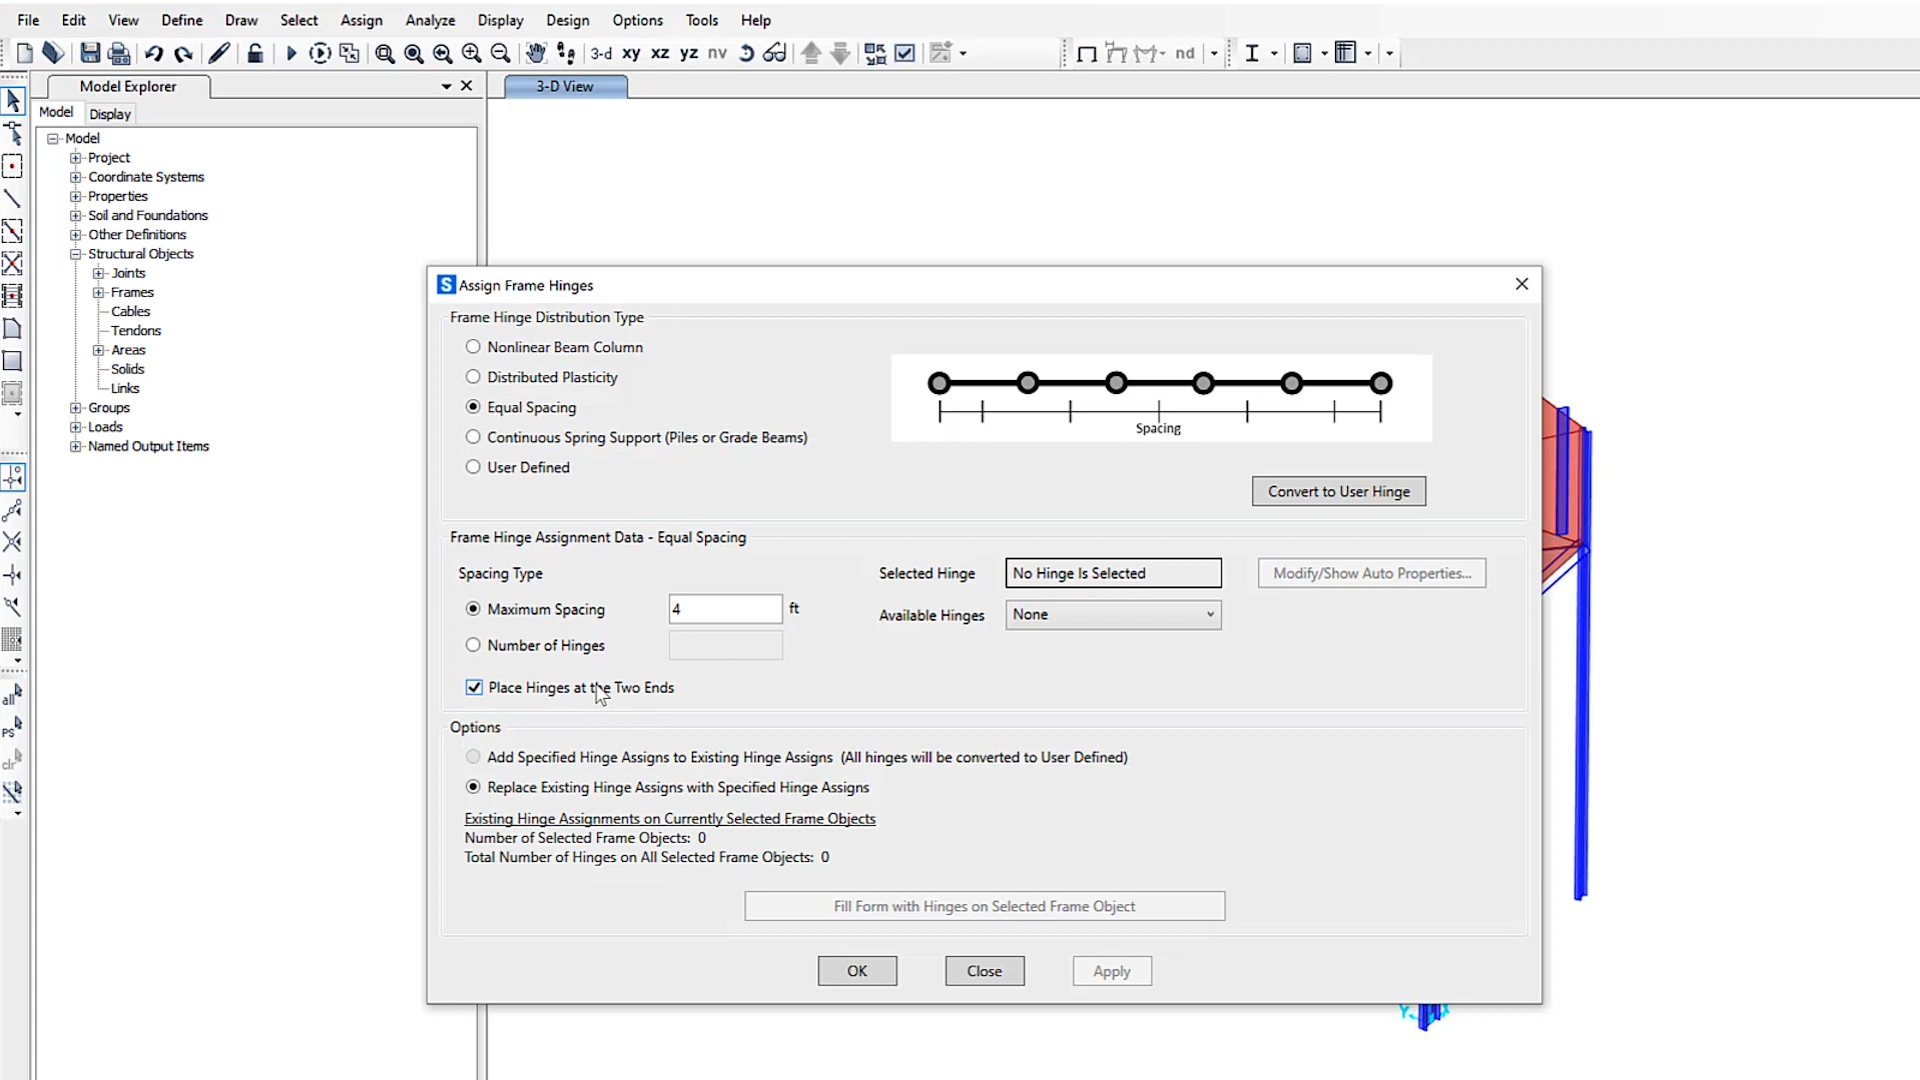 File Edit View Define Draw Select Assign Analyze Display Design Options Tools Help
3-d xy xz yz nv nd
Model Explorer
3-D View
Model Display
Model
Project
Coordinate Systems
Properties
Soil and Foundations
Other Definitions
Structural Objects
Joints
Frames
Cables
Tendons
Areas
Solids
Links
Groups
Loads
Named Output Items
all
PS
clr
S Assign Frame Hinges
Frame Hinge Distribution Type
Nonlinear Beam Column
Distributed Plasticity
Equal Spacing
Continuous Spring Support (Piles or Grade Beams)
User Defined
Spacing
Convert to User Hinge
Frame Hinge Assignment Data - Equal Spacing
Spacing Type
Maximum Spacing 4 ft
Number of Hinges
Place Hinges at the Two Ends
Selected Hinge No Hinge Is Selected Modify/Show Auto Properties...
Available Hinges None
Options
Add Specified Hinge Assigns to Existing Hinge Assigns (All hinges will be converted to User Defined)
Replace Existing Hinge Assigns with Specified Hinge Assigns
Existing Hinge Assignments on Currently Selected Frame Objects
Number of Selected Frame Objects: 0
Total Number of Hinges on All Selected Frame Objects: 0
Fill Form with Hinges on Selected Frame Object
OK Close Apply